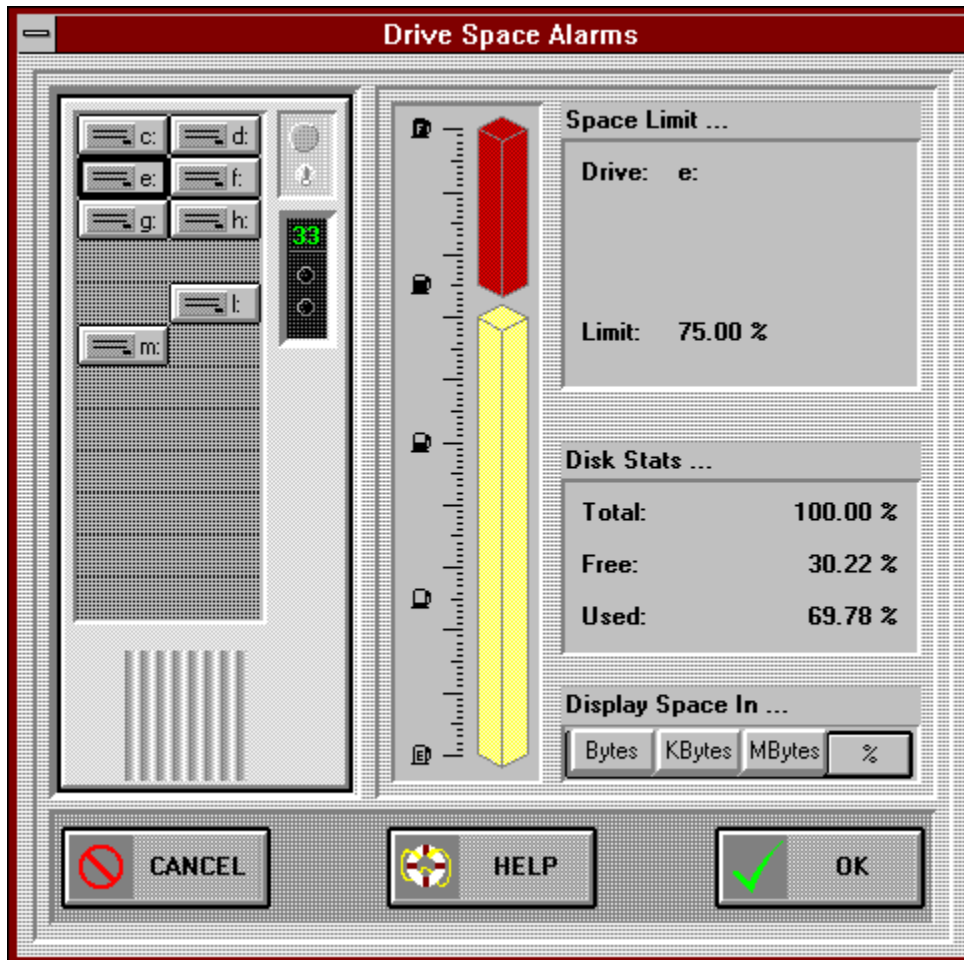 Drive Space Alarms
c: d:
e: f:
g: h:
l:
m:
33
F
E
Space Limit ...
Drive: e:
Limit: 75.00 %
Disk Stats ...
Total: 100.00 %
Free: 30.22 %
Used: 69.78 %
Display Space In ...
Bytes KBytes MBytes %
CANCEL HELP OK